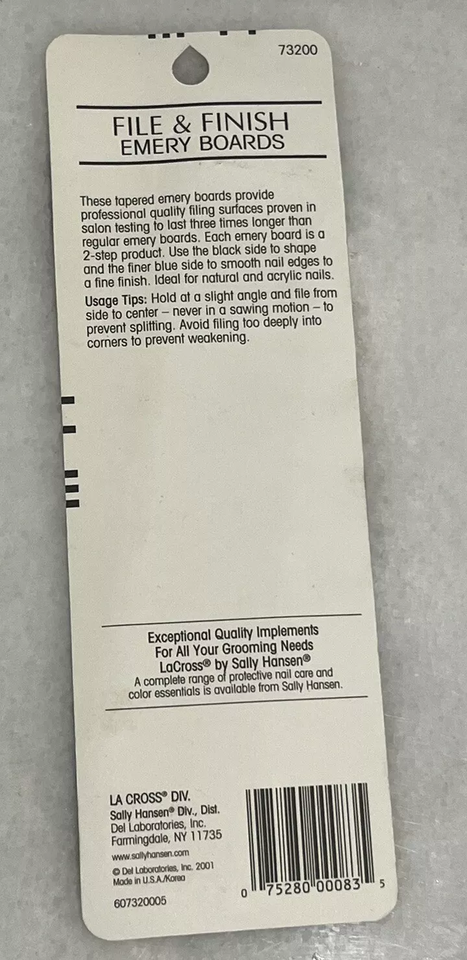 73200
FILE & FINISH
EMERY BOARDS
These tapered emery boards provide
professional quality filing surfaces proven in
salon testing to last three times longer than
regular emery boards. Each emery board is a
2-step product. Use the black side to shape
and the finer blue side to smooth nail edges to
a fine finish. Ideal for natural and acrylic nails.
Usage Tips: Hold at a slight angle and file from
side to center – never in a sawing motion – to
prevent splitting. Avoid filing too deeply into
corners to prevent weakening.
Exceptional Quality Implements
For All Your Grooming Needs
LaCross® by Sally Hansen®
A complete range of protective nail care and
color essentials is available from Sally Hansen.
LA CROSS® DIV.
Sally Hansen® Div., Dist.
Del Laboratories, Inc.
Farmingdale, NY 11735
www.sallyhansen.com
© Del Laboratories, Inc. 2001
Made in U.S.A./Korea
607320005
0 75280 00083 5